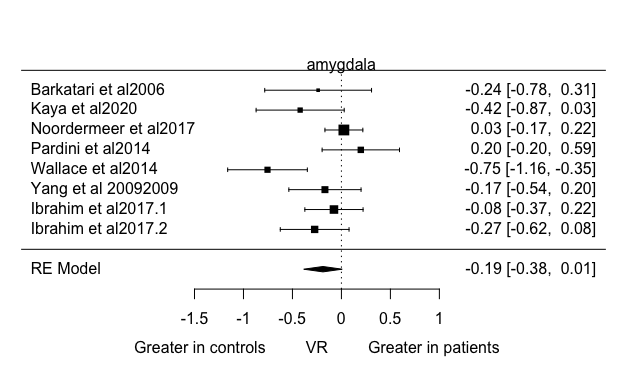 amygdala
Barkatari et al2006 -0.24 [-0.78, 0.31]
Kaya et al2020 -0.42 [-0.87, 0.03]
Noordermeer et al2017 0.03 [-0.17, 0.22]
Pardini et al2014 0.20 [-0.20, 0.59]
Wallace et al2014 -0.75 [-1.16, -0.35]
Yang et al 20092009 -0.17 [-0.54, 0.20]
Ibrahim et al2017.1 -0.08 [-0.37, 0.22]
Ibrahim et al2017.2 -0.27 [-0.62, 0.08]
RE Model -0.19 [-0.38, 0.01]
-1.5 -1 -0.5 0 0.5 1
Greater in controls VR Greater in patients